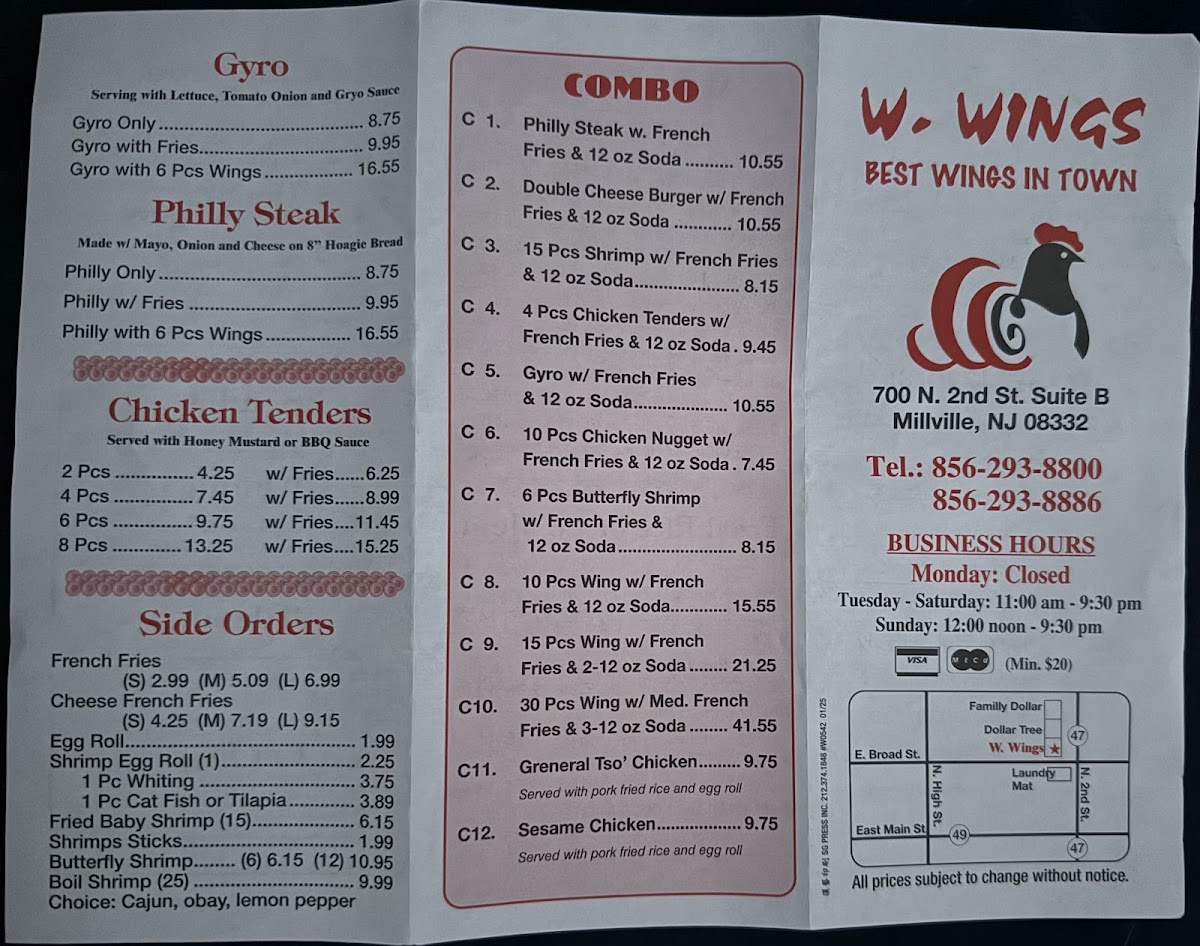 Gyro
Serving with Lettuce, Tomato Onion and Gryo Sauce
Gyro Only 8.75
Gyro with Fries 9.95
Gyro with 6 Pcs Wings 16.55
Philly Steak
Made w/ Mayo, Onion and Cheese on 8" Hoagie Bread
Philly Only 8.75
Philly w/ Fries 9.95
Philly with 6 Pcs Wings 16.55
Chicken Tenders
Served with Honey Mustard or BBQ Sauce
2 Pcs 4.25 w/ Fries 6.25
4 Pcs 7.45 w/ Fries 8.99
6 Pcs 9.75 w/ Fries 11.45
8 Pcs 13.25 w/ Fries 15.25
Side Orders
French Fries
(S) 2.99 (M) 5.09 (L) 6.99
Cheese French Fries
(S) 4.25 (M) 7.19 (L) 9.15
Egg Roll 1.99
Shrimp Egg Roll (1) 2.25
1 Pc Whiting 3.75
1 Pc Cat Fish or Tilapia 3.89
Fried Baby Shrimp (15) 6.15
Shrimps Sticks 1.99
Butterfly Shrimp (6) 6.15 (12) 10.95
Boil Shrimp (25) 9.99
Choice: Cajun, obay, lemon pepper
COMBO
C 1. Philly Steak w. French
Fries & 12 oz Soda 10.55
C 2. Double Cheese Burger w/ French
Fries & 12 oz Soda 10.55
C 3. 15 Pcs Shrimp w/ French Fries
& 12 oz Soda 8.15
C 4. 4 Pcs Chicken Tenders w/
French Fries & 12 oz Soda 9.45
C 5. Gyro w/ French Fries
& 12 oz Soda 10.55
C 6. 10 Pcs Chicken Nugget w/
French Fries & 12 oz Soda 7.45
C 7. 6 Pcs Butterfly Shrimp
w/ French Fries &
12 oz Soda 8.15
C 8. 10 Pcs Wing w/ French
Fries & 12 oz Soda 15.55
C 9. 15 Pcs Wing w/ French
Fries & 2-12 oz Soda 21.25
C10. 30 Pcs Wing w/ Med. French
Fries & 3-12 oz Soda 41.55
C11. Greneral Tso' Chicken 9.75
Served with pork fried rice and egg roll
C12. Sesame Chicken 9.75
Served with pork fried rice and egg roll
W. WINGS
BEST WINGS IN TOWN
700 N. 2nd St. Suite B
Millville, NJ 08332
Tel.: 856-293-8800
856-293-8886
BUSINESS HOURS
Monday: Closed
Tuesday - Saturday: 11:00 am - 9:30 pm
Sunday: 12:00 noon - 9:30 pm
VISA M t C d (Min. $20)
SG PRESS INC. 212.374.1848 #W0642 01/25
Familly Dollar
Dollar Tree
47
W. Wings
E. Broad St.
Laundry
Mat
N. High St.
N. 2nd St.
East Main St
49
47
All prices subject to change without notice.